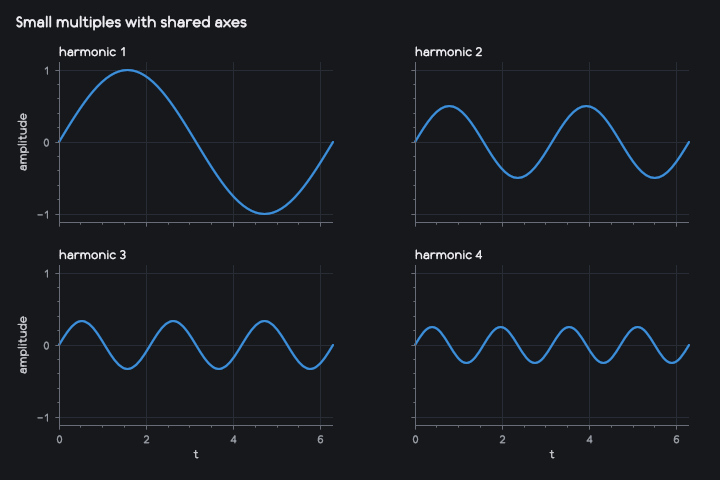 Small multiples with shared axes
harmonic 1
harmonic 2
1
0
−1
amplitude
harmonic 3
harmonic 4
1
0
−1
amplitude
0 2 4 6
0 2 4 6
t
t